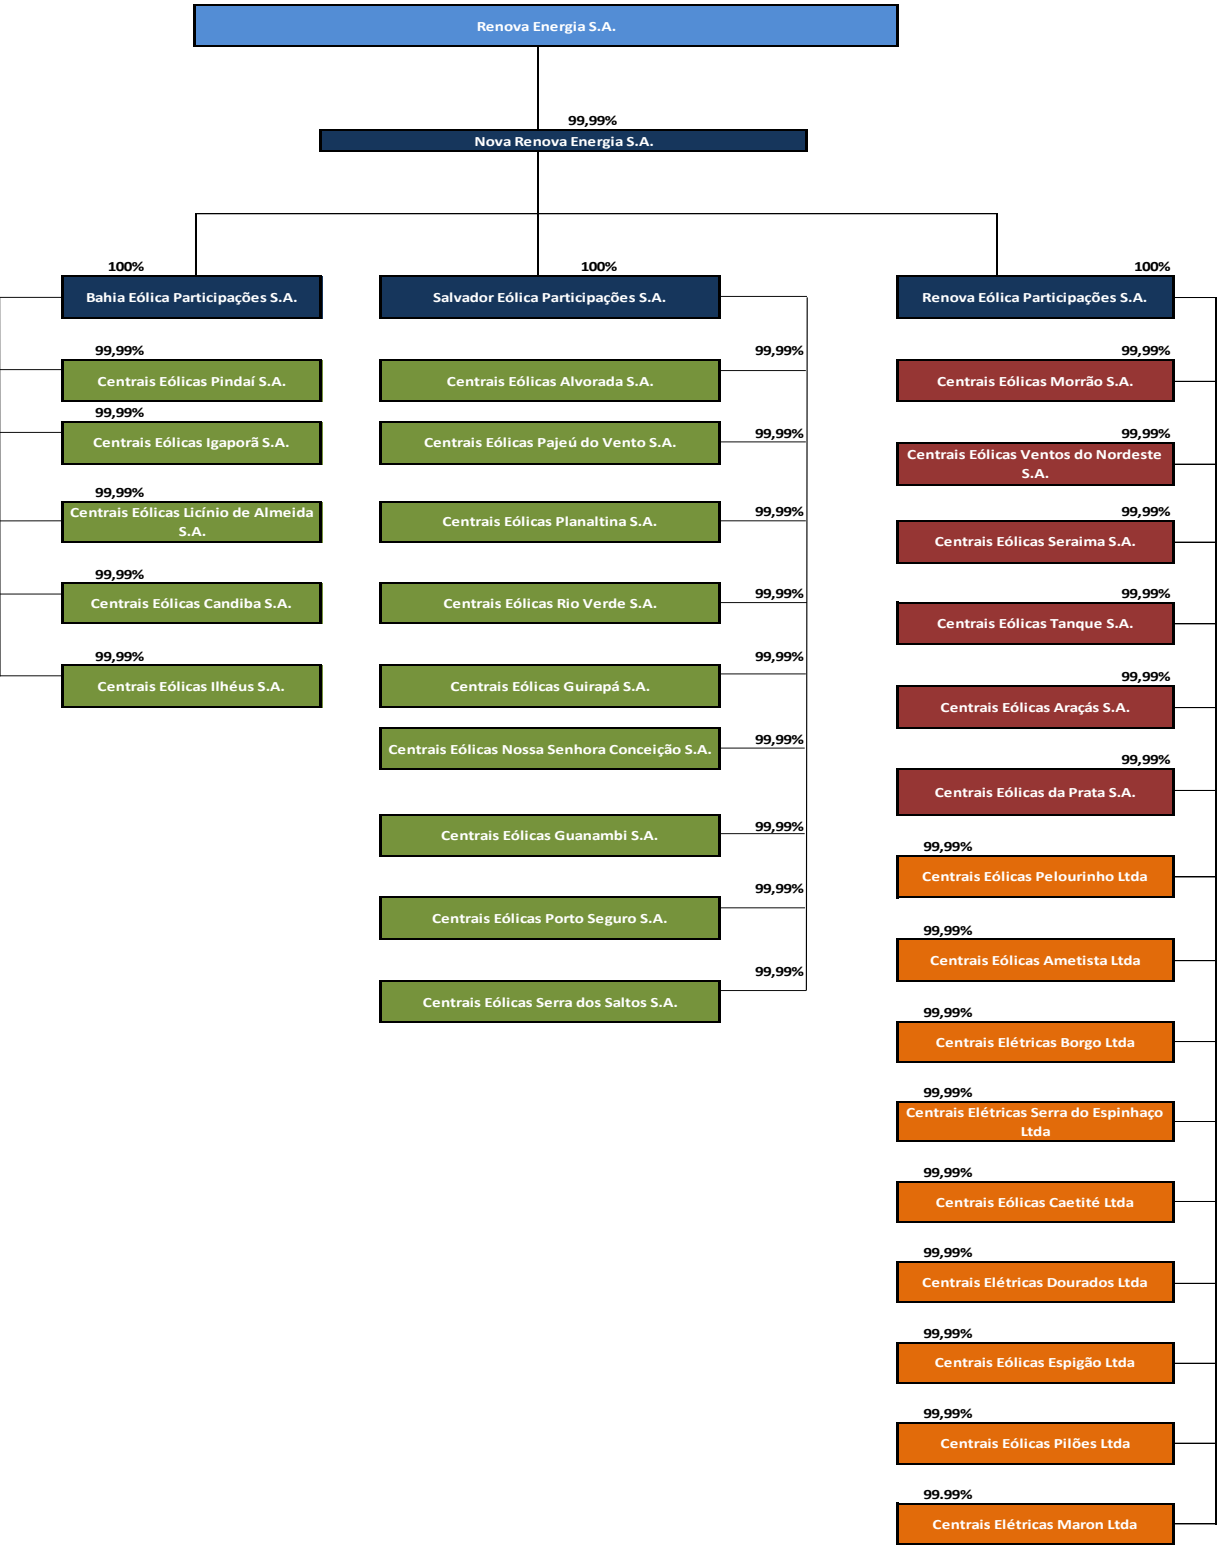 Renova Energia S.A.
99,99%
Nova Renova Energia S.A.
100%
Bahia Eólica Participações S.A.
99,99%
Centrais Eólicas Pindaí S.A.
99,99%
Centrais Eólicas Igaporã S.A.
99,99%
Centrais Eólicas Licínio de Almeida
S.A.
99,99%
Centrais Eólicas Candiba S.A.
99,99%
Centrais Eólicas Ilhéus S.A.
100%
Salvador Eólica Participações S.A.
99,99%
Centrais Eólicas Alvorada S.A.
99,99%
Centrais Eólicas Pajeú do Vento S.A.
99,99%
Centrais Eólicas Planaltina S.A.
99,99%
Centrais Eólicas Rio Verde S.A.
99,99%
Centrais Eólicas Guirapá S.A.
99,99%
Centrais Eólicas Nossa Senhora Conceição S.A.
99,99%
Centrais Eólicas Guanambi S.A.
99,99%
Centrais Eólicas Porto Seguro S.A.
99,99%
Centrais Eólicas Serra dos Saltos S.A.
100%
Renova Eólica Participações S.A.
99,99%
Centrais Eólicas Morrão S.A.
99,99%
Centrais Eólicas Ventos do Nordeste
S.A.
99,99%
Centrais Eólicas Seraima S.A.
99,99%
Centrais Eólicas Tanque S.A.
99,99%
Centrais Eólicas Araçás S.A.
99,99%
Centrais Eólicas da Prata S.A.
99,99%
Centrais Eólicas Pelourinho Ltda
99,99%
Centrais Eólicas Ametista Ltda
99,99%
Centrais Elétricas Borgo Ltda
99,99%
Centrais Elétricas Serra do Espinhaço
Ltda
99,99%
Centrais Eólicas Caetité Ltda
99,99%
Centrais Elétricas Dourados Ltda
99,99%
Centrais Eólicas Espigão Ltda
99,99%
Centrais Eólicas Pilões Ltda
99.99%
Centrais Elétricas Maron Ltda